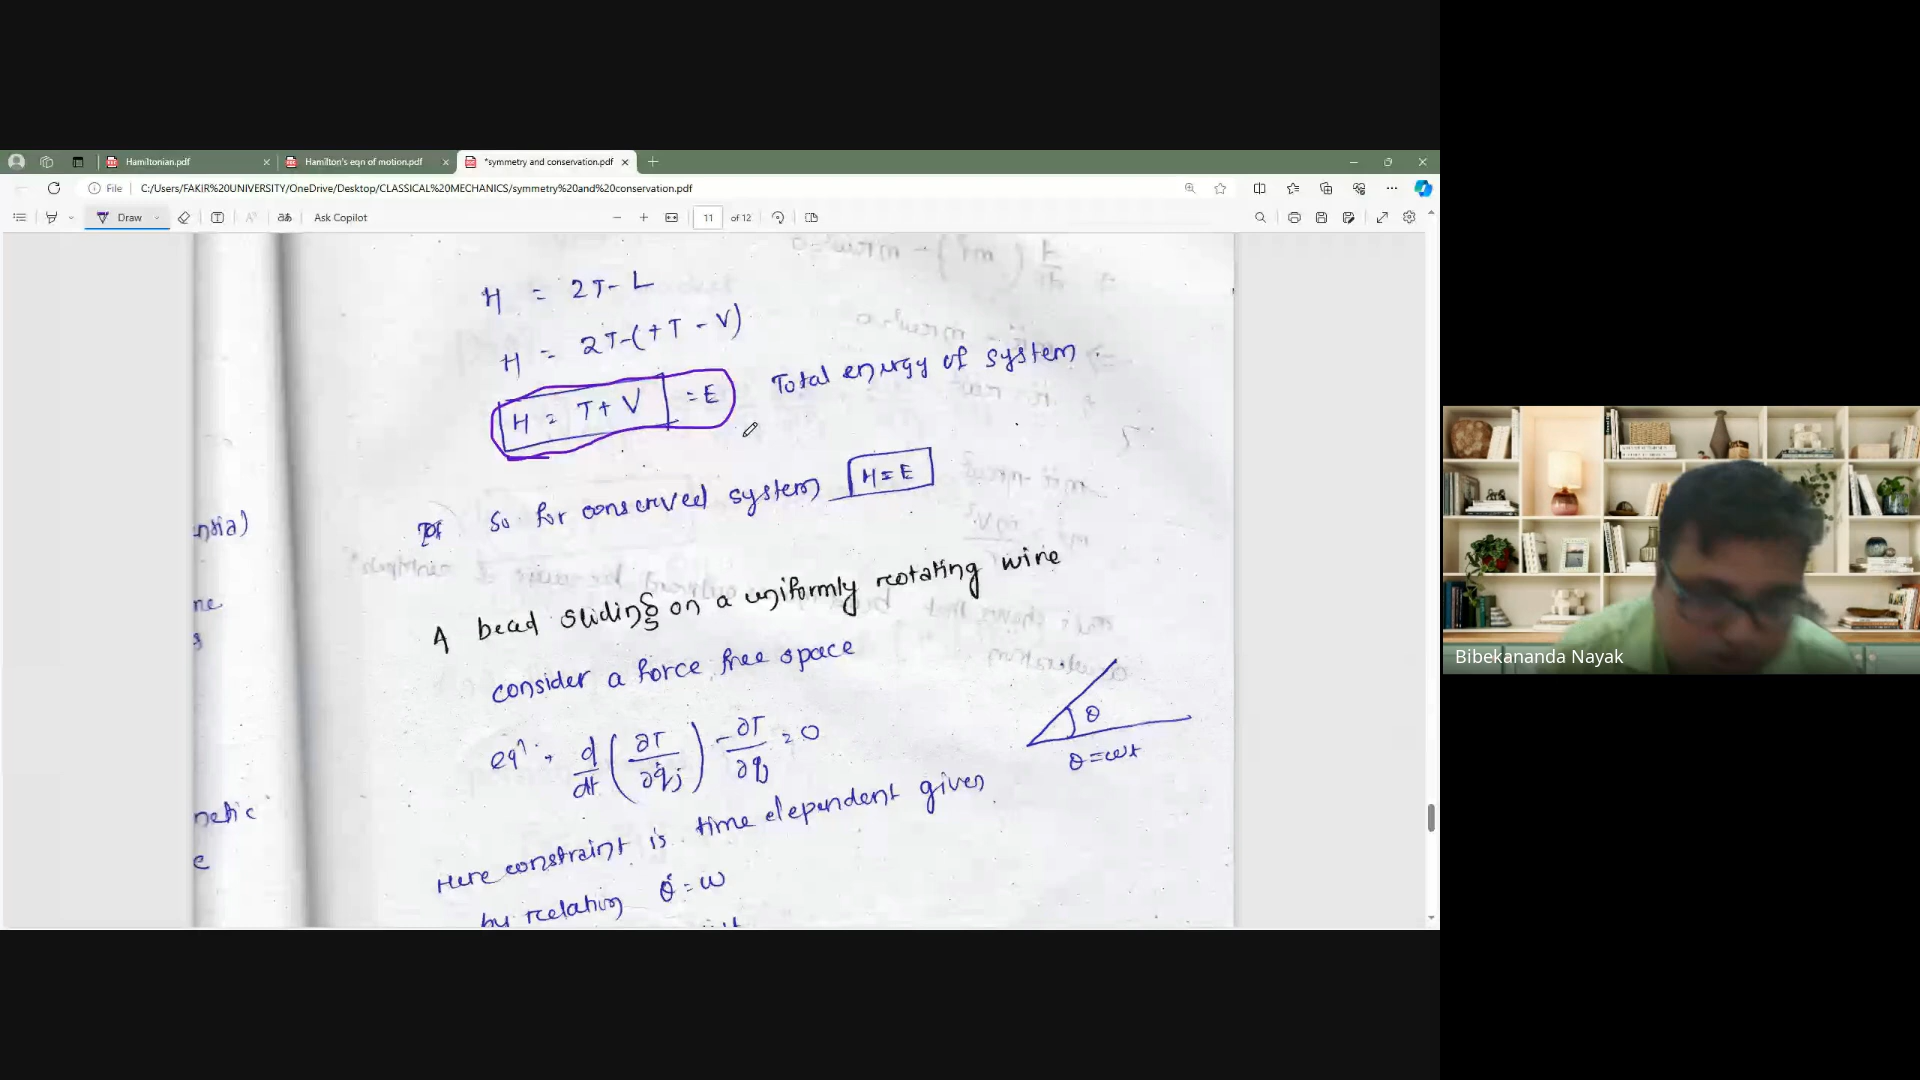 Hamiltonian.pdf
Hamilton's eqn of motion.pdf
*symmetry and conservation.pdf
File
C:/Users/FAKIR%20UNIVERSITY/OneDrive/Desktop/CLASSICAL%20MECHANICS/symmetry%20and%20conservation.pdf
Draw
Ask Copilot
11 of 12
H = 2T - L
H = 2T-(+T - V)
H = T+V = E Total energy of system.
So for conserved system H=E
A bead sliding on a uniformly rotating wire
consider a force free space
θ
eqn. d/dt (∂T/∂q̇j) - ∂T/∂qj = 0
θ=ωt
Here constraint is time dependent given
by relation θ̇ = ω
nsia)
ne
s
netic
e
Bibekananda Nayak